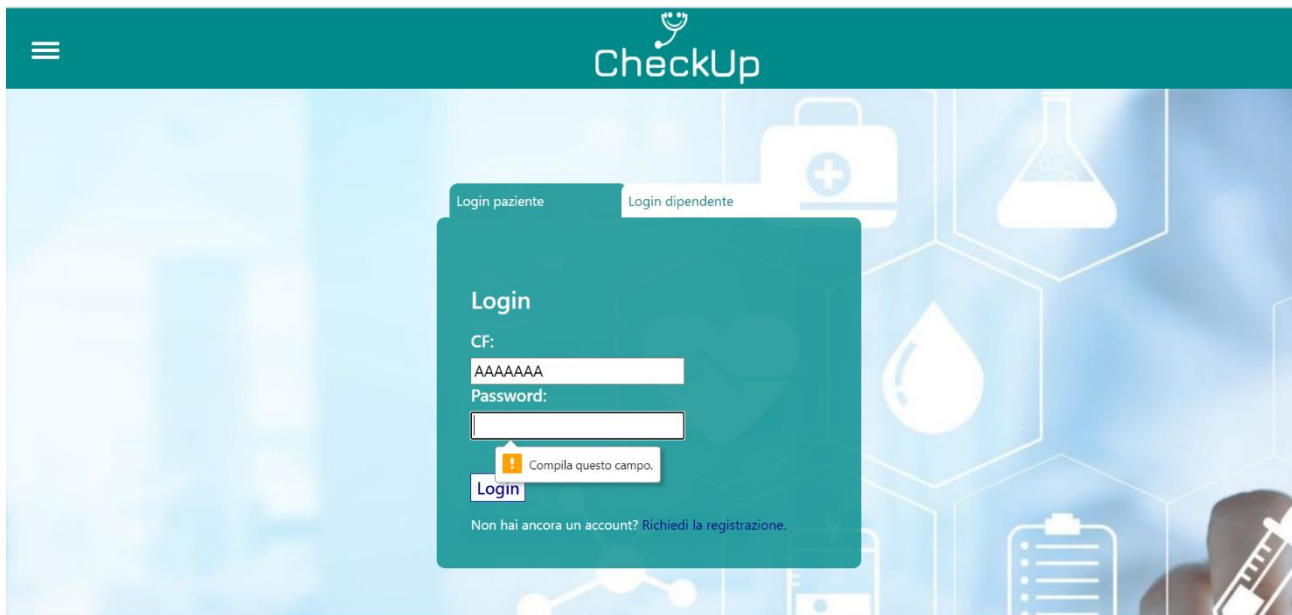 CheckUp
Login paziente
Login dipendente
Login
CF:
AAAAAAA
Password:
Compila questo campo.
Login
Non hai ancora un account? Richiedi la registrazione.